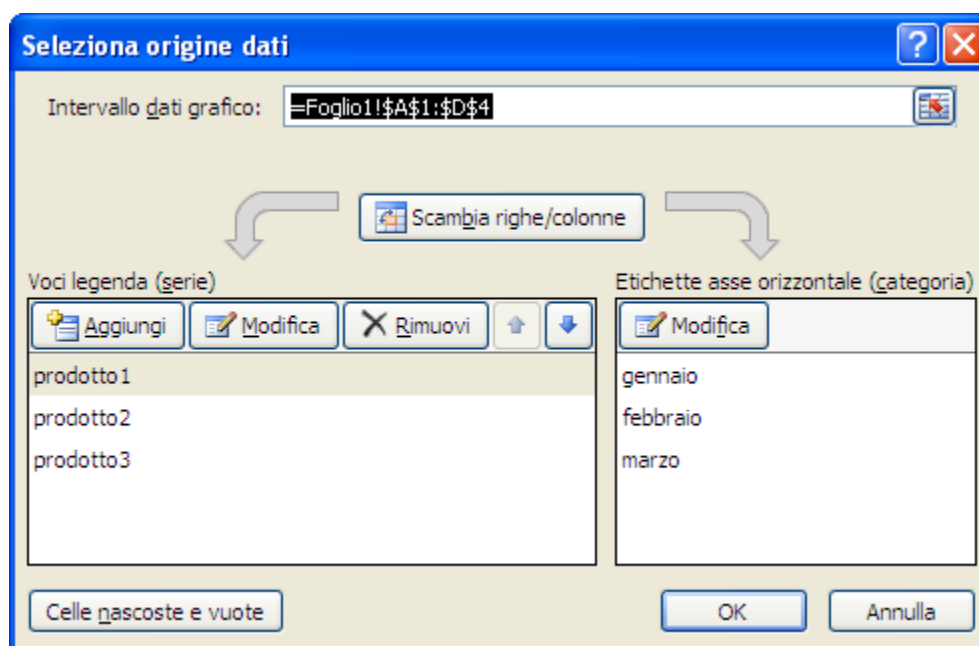 Seleziona origine dati
Intervallo dati grafico: =Foglio1!$A$1:$D$4
Scambia righe/colonne
Voci legenda (serie)
Etichette asse orizzontale (categoria)
Aggiungi Modifica Rimuovi
Modifica
prodotto1
gennaio
prodotto2
febbraio
prodotto3
marzo
Celle nascoste e vuote
OK
Annulla